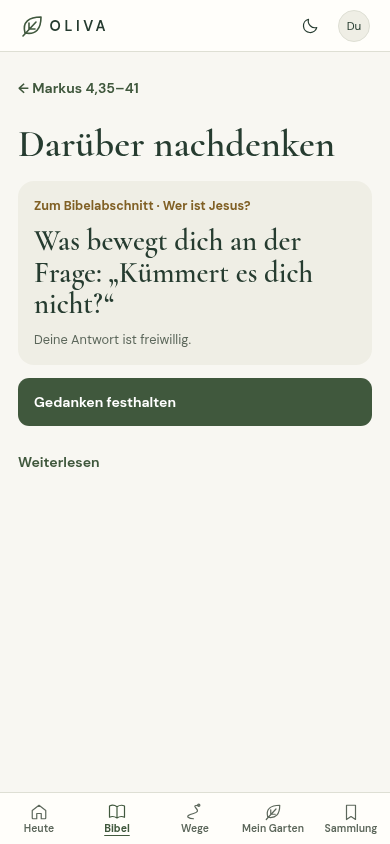 OLIVA
Du
← Markus 4,35–41
Darüber nachdenken
Zum Bibelabschnitt · Wer ist Jesus?
Was bewegt dich an der
Frage: „Kümmert es dich
nicht?“
Deine Antwort ist freiwillig.
Gedanken festhalten
Weiterlesen
Heute
Bibel
Wege
Mein Garten
Sammlung